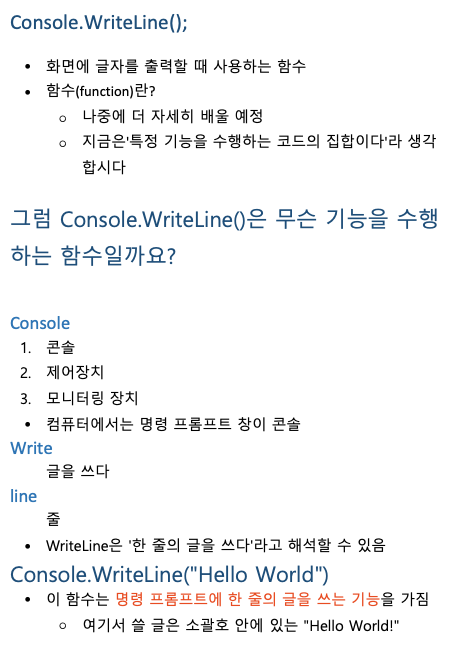 Console.WriteLine();
• 화면에 글자를 출력할 때 사용하는 함수
• 함수(function)란?
o 나중에 더 자세히 배울 예정
o 지금은'특정 기능을 수행하는 코드의 집합이다'라 생각
합시다
그럼 Console.WriteLine()은 무슨 기능을 수행
하는 함수일까요?
Console
1. 콘솔
2. 제어장치
3. 모니터링 장치
• 컴퓨터에서는 명령 프롬프트 창이 콘솔
Write
글을 쓰다
line
줄
• WriteLine은 '한 줄의 글을 쓰다'라고 해석할 수 있음
Console.WriteLine("Hello World")
• 이 함수는 명령 프롬프트에 한 줄의 글을 쓰는 기능을 가짐
o 여기서 쓸 글은 소괄호 안에 있는 "Hello World!"